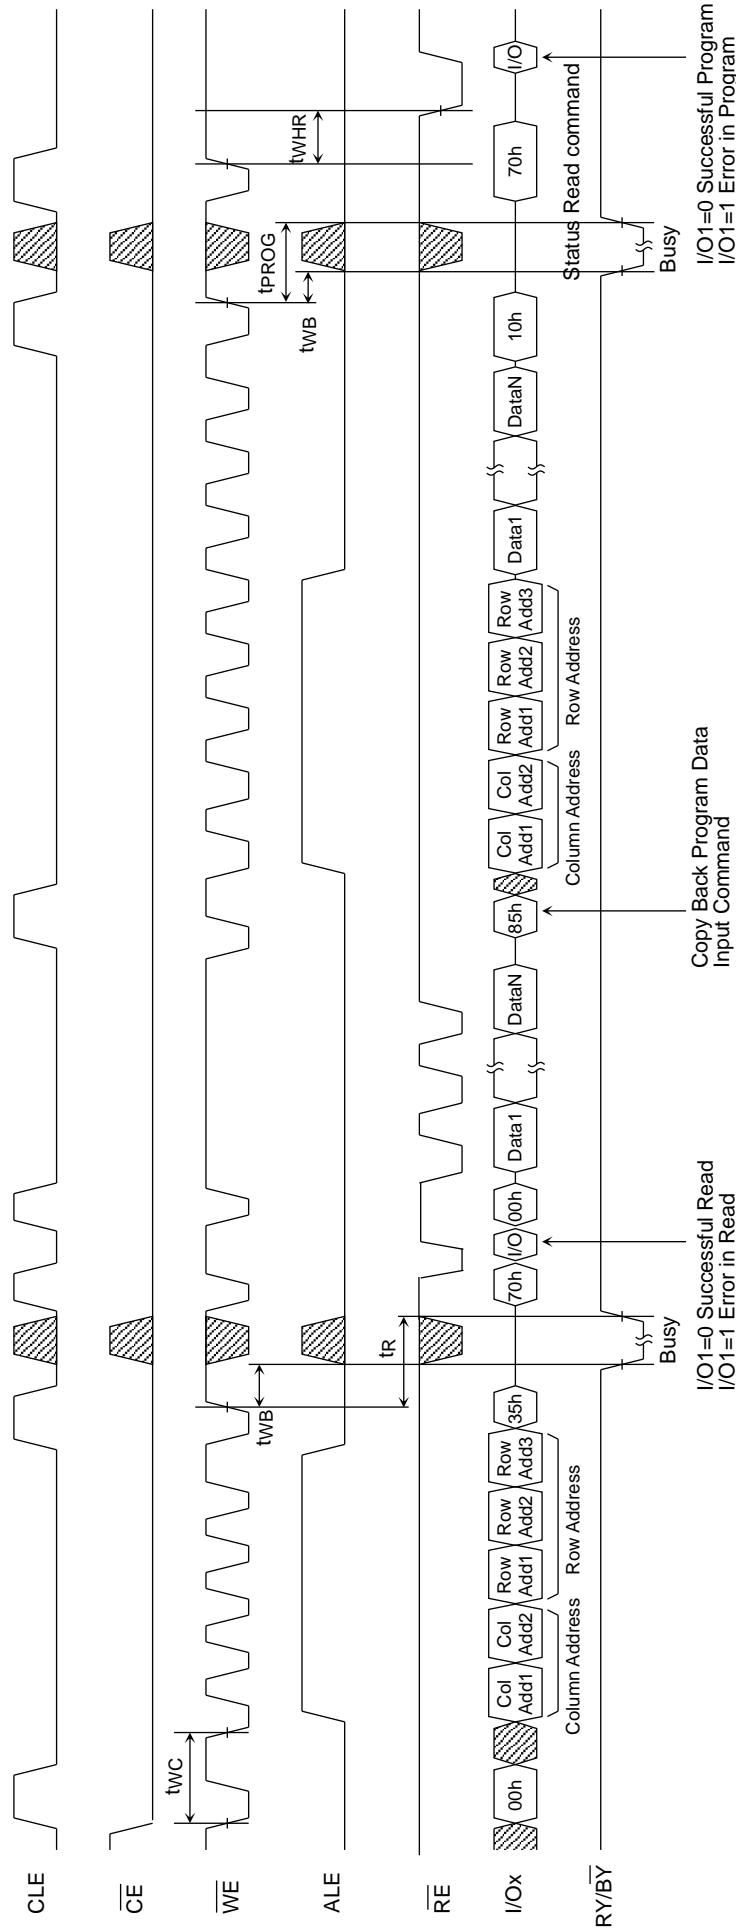 CLE
CE
WE
tWC
tWB
tPROG
tWB
tWHR
ALE
tR
RE
I/Ox
00h
Col Add1
Col Add2
Row Add1
Row Add2
Row Add3
35h
70h
I/O
00h
Data1
DataN
85h
Col Add1
Col Add2
Row Add1
Row Add2
Row Add3
Data1
DataN
10h
70h
I/O
Column Address
Row Address
Column Address
Row Address
Status Read command
RY/BY
Busy
Busy
I/O1=0 Successful Read
I/O1=1 Error in Read
Copy Back Program Data
Input Command
I/O1=0 Successful Program
I/O1=1 Error in Program